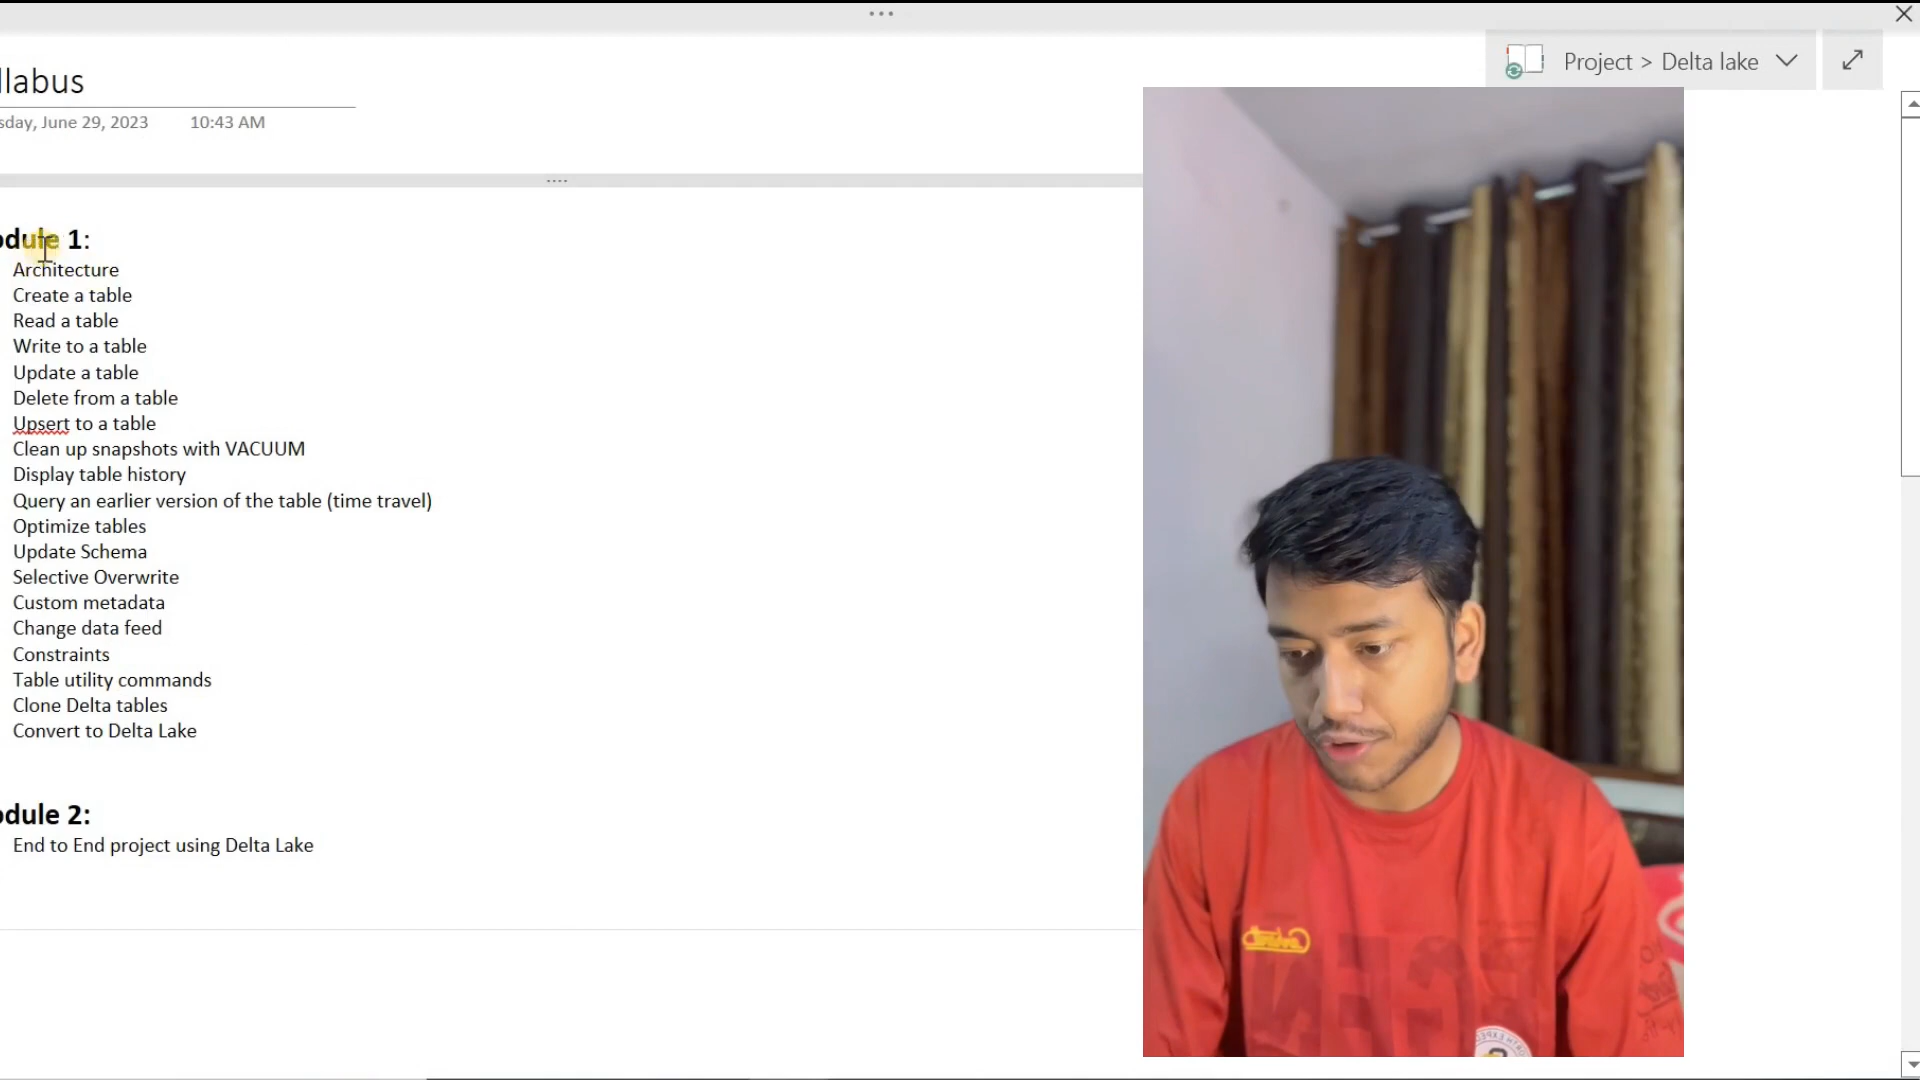 Project > Delta lake
llabus
sday, June 29, 2023 10:43 AM
odule 1:
Architecture
Create a table
Read a table
Write to a table
Update a table
Delete from a table
Upsert to a table
Clean up snapshots with VACUUM
Display table history
Query an earlier version of the table (time travel)
Optimize tables
Update Schema
Selective Overwrite
Custom metadata
Change data feed
Constraints
Table utility commands
Clone Delta tables
Convert to Delta Lake
odule 2:
End to End project using Delta Lake